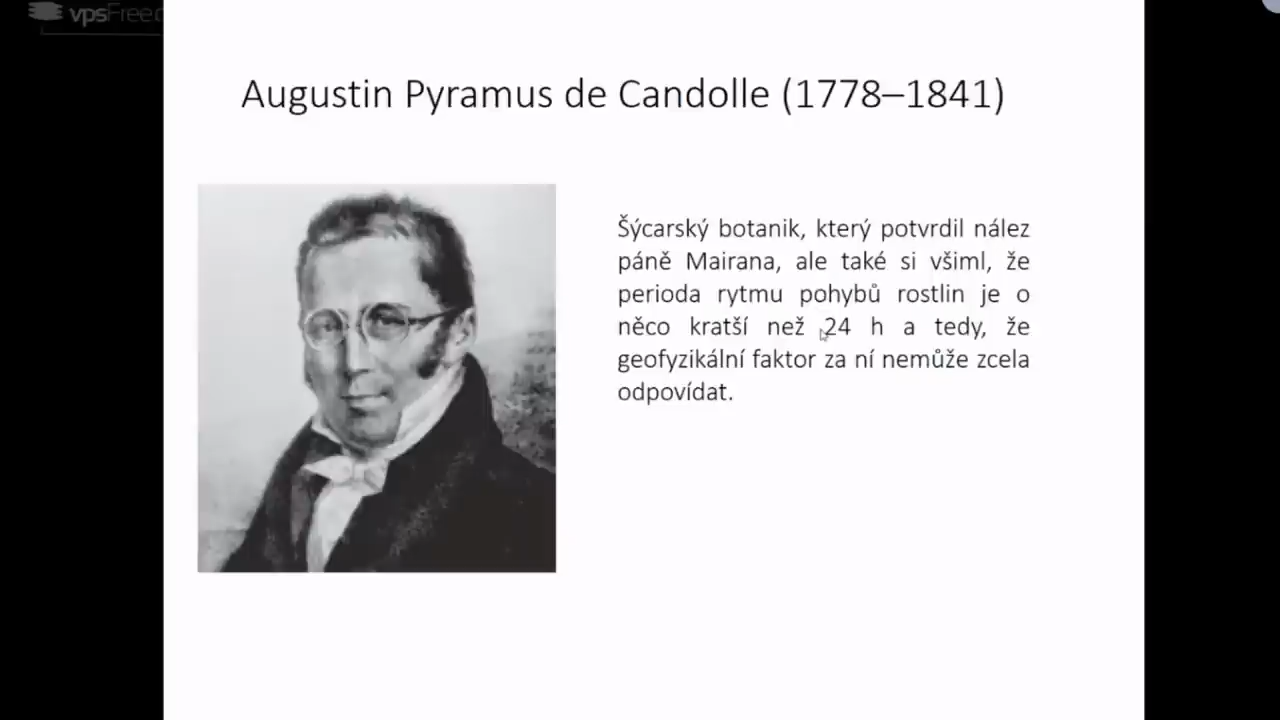 vpsFree.c
Augustin Pyramus de Candolle (1778–1841)
Šýcarský botanik, který potvrdil nález
páně Mairana, ale také si všiml, že
perioda rytmu pohybů rostlin je o
něco kratší než 24 h a tedy, že
geofyzikální faktor za ní nemůže zcela
odpovídat.